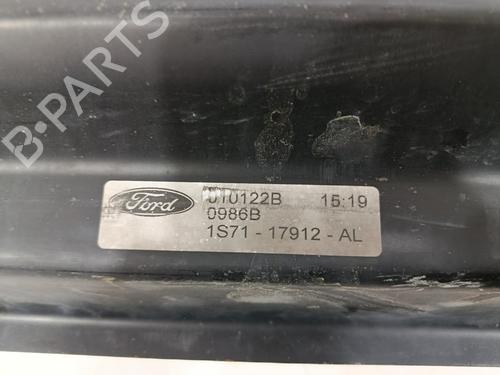 B-PARTS
Ford
010122B 15:19
0986B
1S71 - 17912 - AL